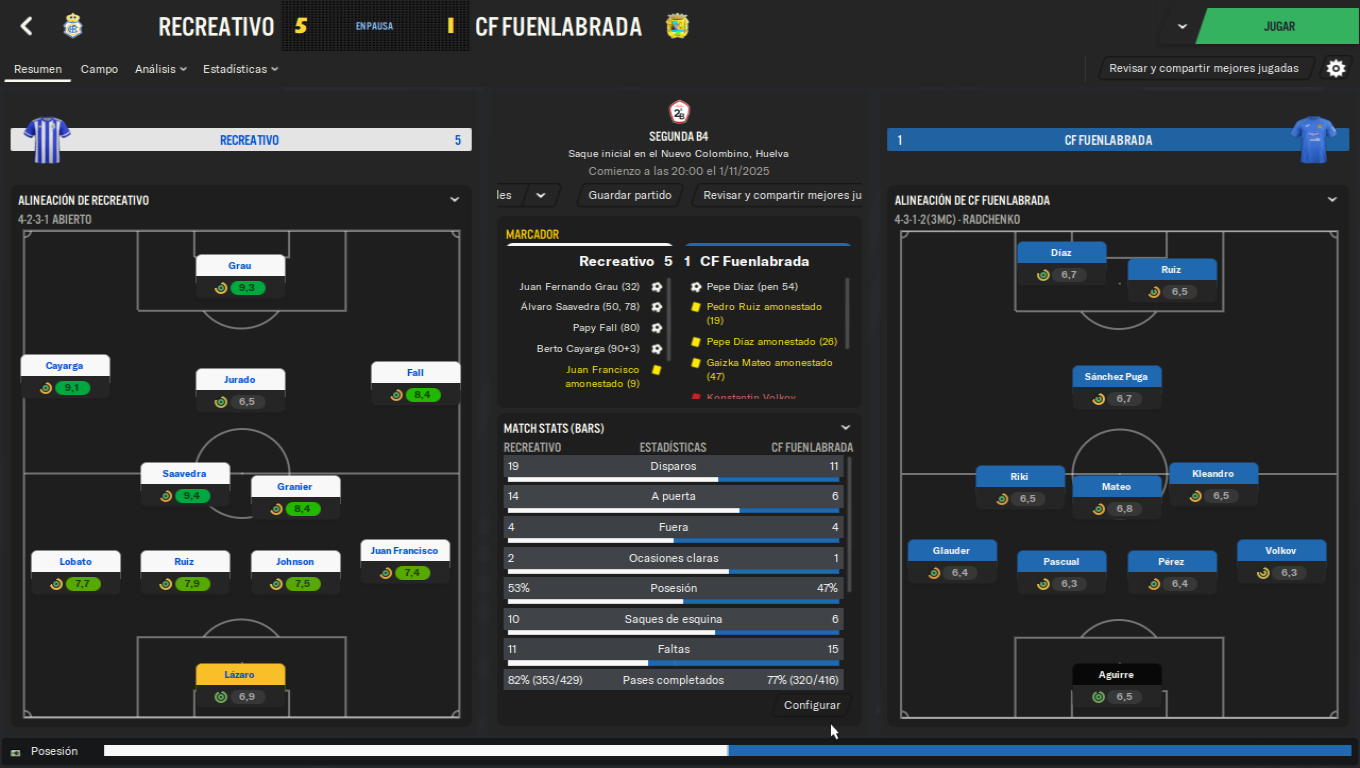 RECREATIVO 5 EN PAUSA 1 CF FUENLABRADA
JUGAR
Resumen Campo Análisis Estadísticas
Revisar y compartir mejores jugadas
RECREATIVO 5
ALINEACIÓN DE RECREATIVO
4-2-3-1 ABIERTO
Grau
9,3
Cayarga
9,1
Jurado
6,5
Fall
8,4
Saavedra
9,4
Granier
8,4
Lobato
7,7
Ruiz
7,9
Johnson
7,5
Juan Francisco
7,4
Lázaro
6,9
2ªB
SEGUNDA B4
Saque inicial en el Nuevo Colombino, Huelva
Comienzo a las 20:00 el 1/11/2025
les Guardar partido Revisar y compartir mejores ju
MARCADOR
Recreativo 5 1 CF Fuenlabrada
Juan Fernando Grau (32)
Álvaro Saavedra (50, 78)
Papy Fall (80)
Berto Cayarga (90+3)
Juan Francisco
amonestado (9)
Pepe Díaz (pen 54)
Pedro Ruiz amonestado
(19)
Pepe Díaz amonestado (26)
Gaizka Mateo amonestado
(47)
Konstantin Volkov
MATCH STATS (BARS)
RECREATIVO ESTADÍSTICAS CF FUENLABRADA
19 Disparos 11
14 A puerta 6
4 Fuera 4
2 Ocasiones claras 1
53% Posesión 47%
10 Saques de esquina 6
11 Faltas 15
82% (353/429) Pases completados 77% (320/416)
Configurar
1 CF FUENLABRADA
ALINEACIÓN DE CF FUENLABRADA
4-3-1-2 (3MC) - RADCHENKO
Díaz
6,7
Ruiz
6,5
Sánchez Puga
6,7
Riki
6,5
Mateo
6,8
Kleandro
6,5
Glauder
6,4
Pascual
6,3
Pérez
6,4
Volkov
6,3
Aguirre
6,5
Posesión